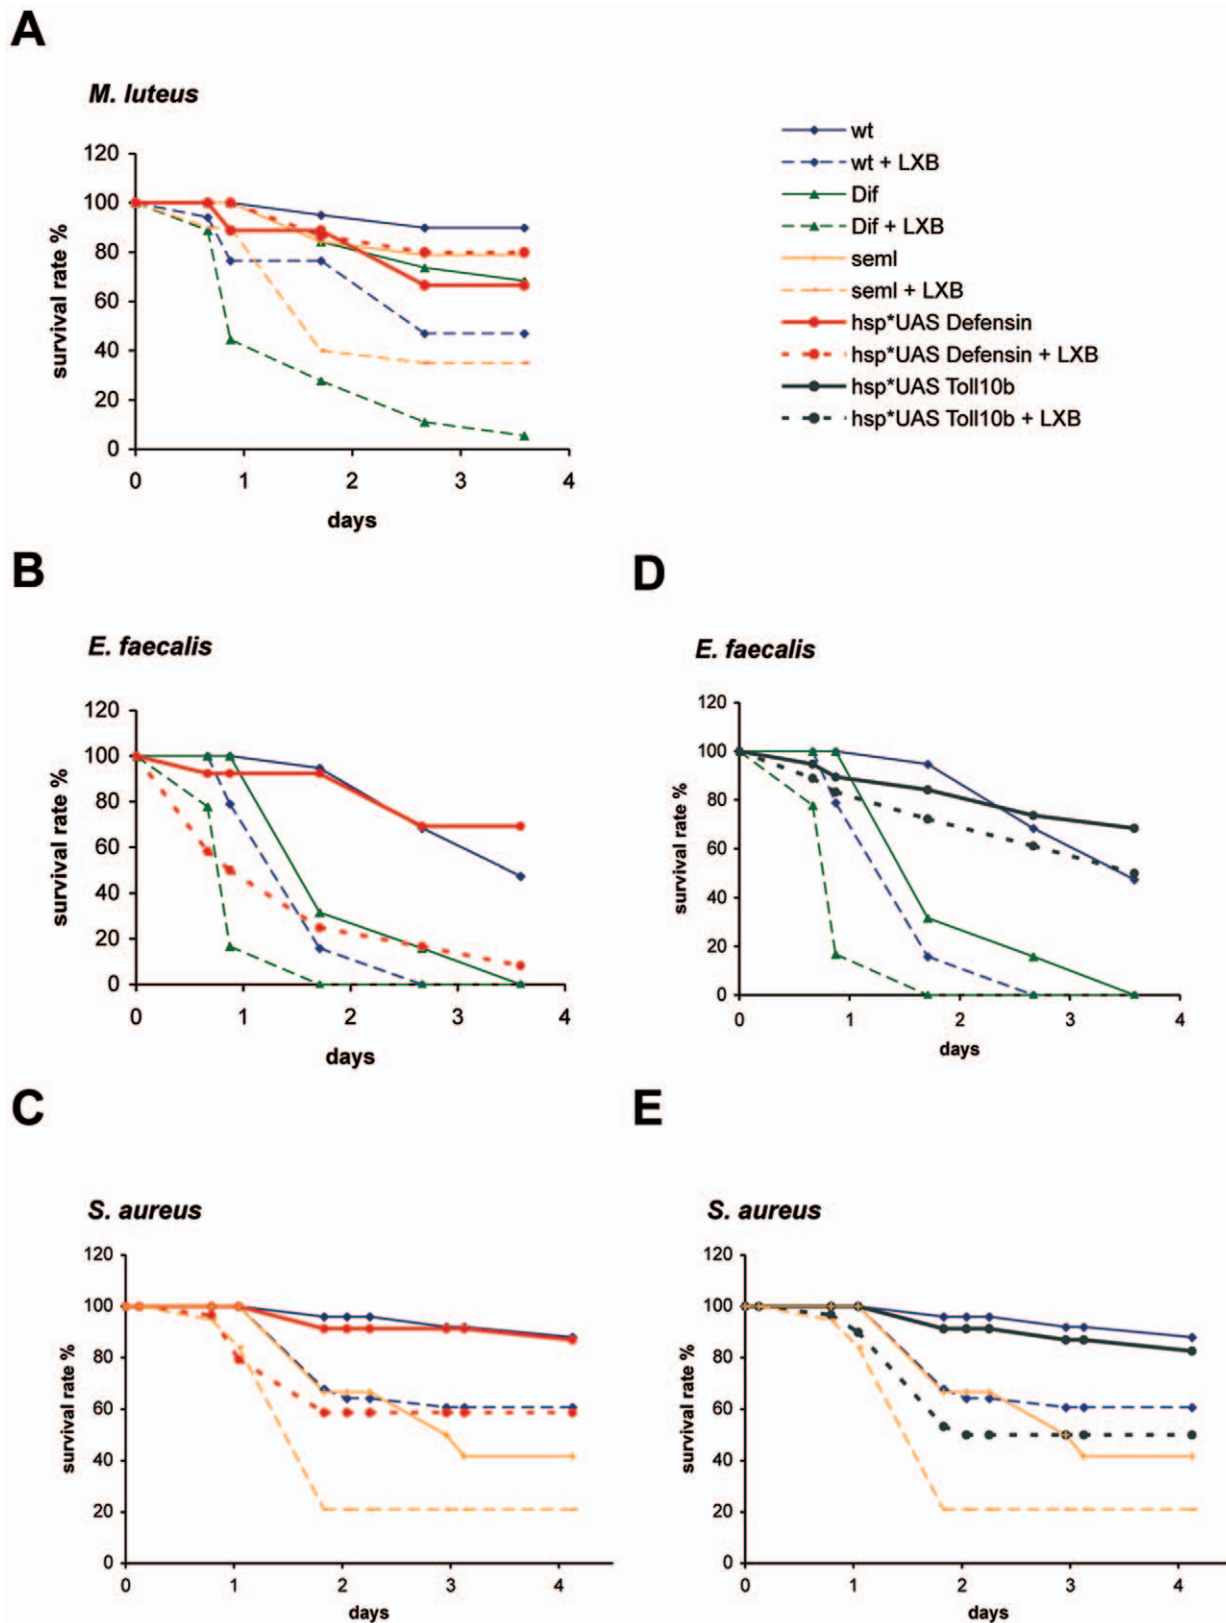 A
M. luteus
120
100
80
60
40
20
0
survival rate %
0 1 2 3 4
days
wt
wt + LXB
Dif
Dif + LXB
seml
seml + LXB
hsp*UAS Defensin
hsp*UAS Defensin + LXB
hsp*UAS Toll10b
hsp*UAS Toll10b + LXB
B
E. faecalis
120
100
80
60
40
20
0
survival rate %
0 1 2 3 4
days
D
E. faecalis
120
100
80
60
40
20
0
survival rate %
0 1 2 3 4
days
C
S. aureus
120
100
80
60
40
20
0
survival rate %
0 1 2 3 4
days
E
S. aureus
120
100
80
60
40
20
0
survival rate %
0 1 2 3 4
days